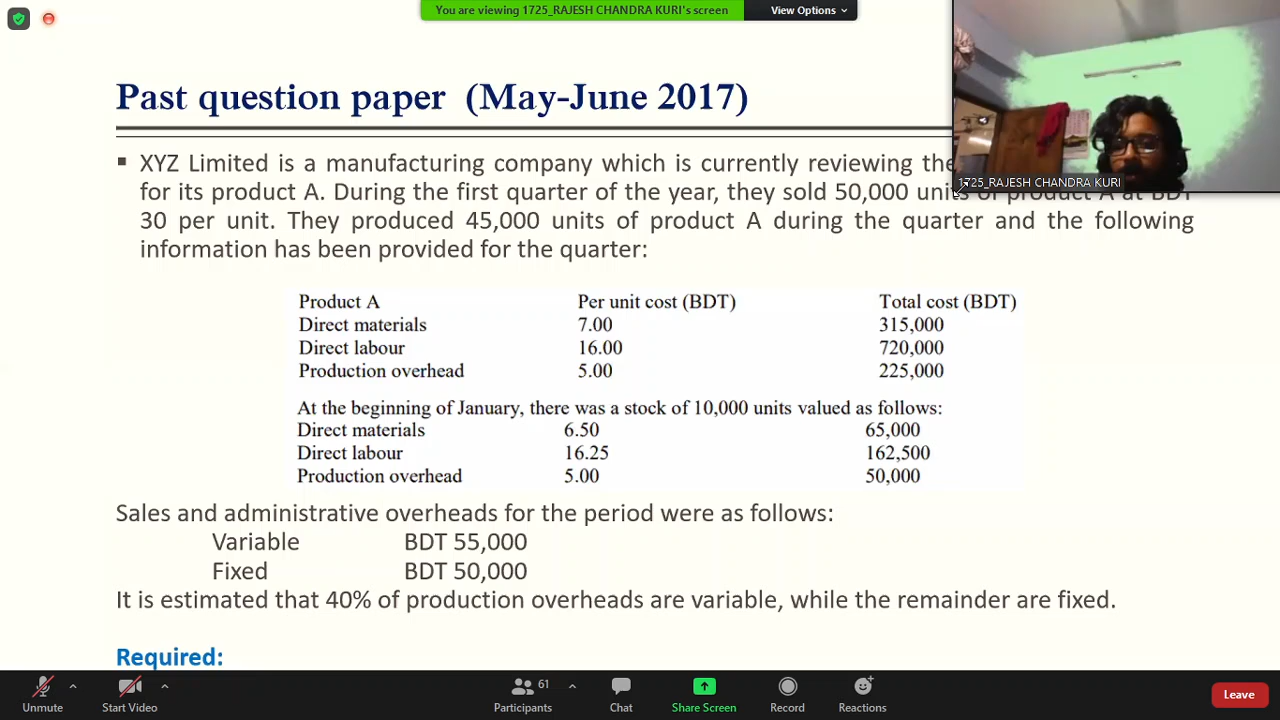 You are viewing 1725_RAJESH CHANDRA KURI's screen
View Options
Past question paper (May-June 2017)
XYZ Limited is a manufacturing company which is currently reviewing the
for its product A. During the first quarter of the year, they sold 50,000 units of product A at BDT
30 per unit. They produced 45,000 units of product A during the quarter and the following
information has been provided for the quarter:
1725_RAJESH CHANDRA KURI
Product A Per unit cost (BDT) Total cost (BDT)
Direct materials 7.00 315,000
Direct labour 16.00 720,000
Production overhead 5.00 225,000
At the beginning of January, there was a stock of 10,000 units valued as follows:
Direct materials 6.50 65,000
Direct labour 16.25 162,500
Production overhead 5.00 50,000
Sales and administrative overheads for the period were as follows:
Variable BDT 55,000
Fixed BDT 50,000
It is estimated that 40% of production overheads are variable, while the remainder are fixed.
Required:
61
Unmute Start Video Participants Chat Share Screen Record Reactions Leave